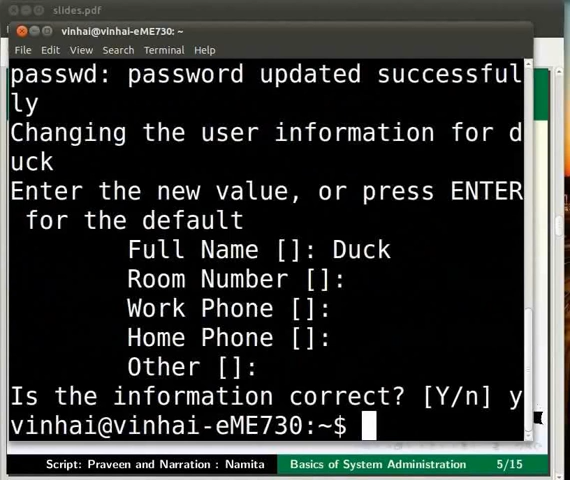 slides.pdf
vinhai@vinhai-eME730: ~
File Edit View Search Terminal Help
passwd: password updated successful
ly
Changing the user information for d
uck
Enter the new value, or press ENTER
for the default
Full Name []: Duck
Room Number []:
Work Phone []:
Home Phone []:
Other []:
Is the information correct? [Y/n] y
vinhai@vinhai-eME730:~$
Script: Praveen and Narration : Namita Basics of System Administration 5/15